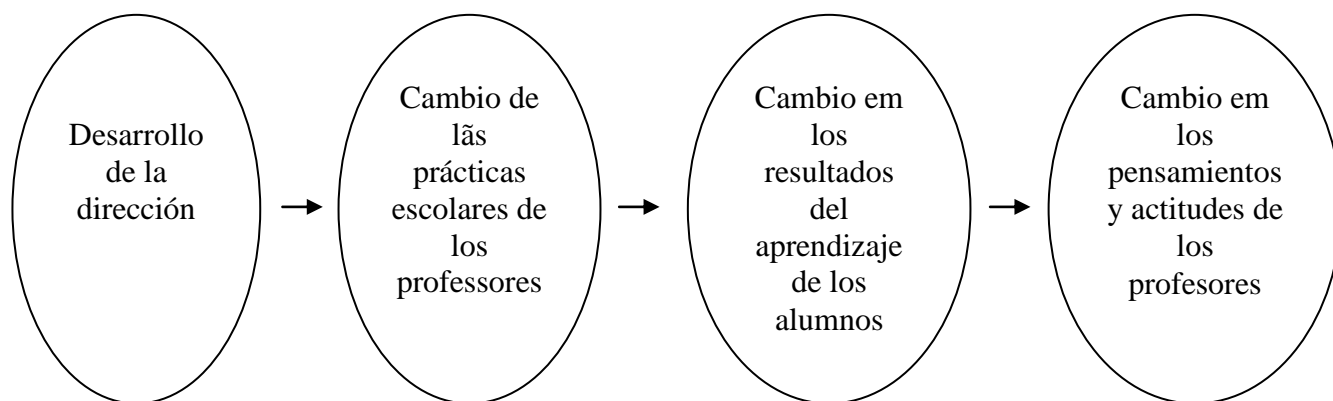 Desarrollo
de la
dirección
Cambio de
lãs
prácticas
escolares de
los
professores
Cambio em
los
resultados
del
aprendizaje
de los
alumnos
Cambio em
los
pensamientos
y actitudes de
los
profesores